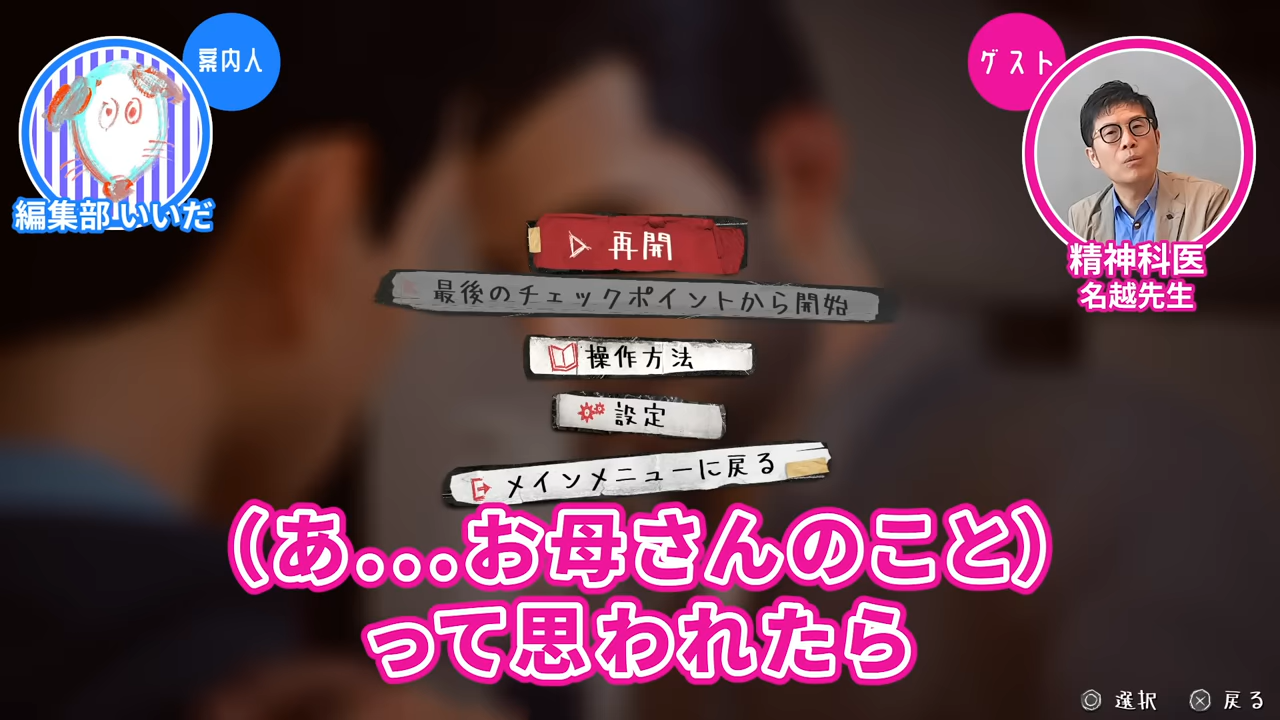 案内人
編集部 いいだ
ゲスト
精神科医
名越先生
再開
最後のチェックポイントから開始
操作方法
設定
メインメニューに戻る
（あ...お母さんのこと）
って思われたら
選択 戻る